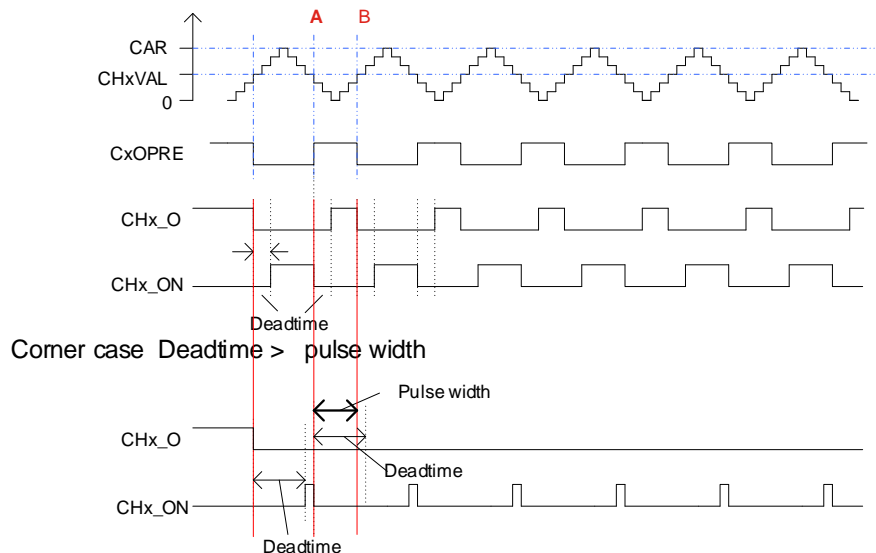 A B
CAR
CHxVAL
0
CxOPRE
CHx_O
CHx_ON
Deadtime
Corner case Deadtime > pulse width
Pulse width
CHx_O
Deadtime
CHx_ON
Deadtime